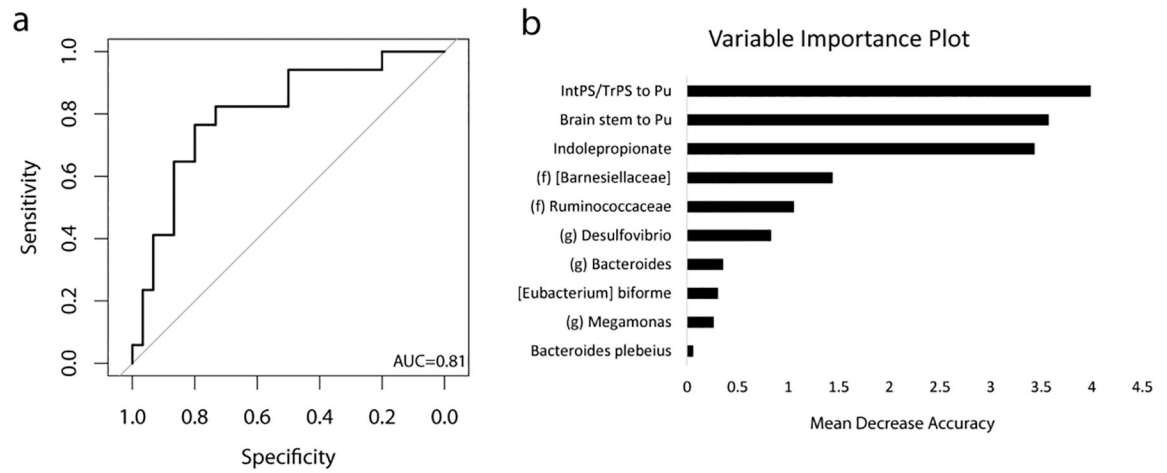 a
1.0
0.8
0.6
0.4
0.2
0.0
Sensitivity
AUC=0.81
1.0 0.8 0.6 0.4 0.2 0.0
Specificity
b
Variable Importance Plot
IntPS/TrPS to Pu
Brain stem to Pu
Indolepropionate
(f) [Barnesiellaceae]
(f) Ruminococcaceae
(g) Desulfovibrio
(g) Bacteroides
[Eubacterium] biforme
(g) Megamonas
Bacteroides plebeius
0 0.5 1 1.5 2 2.5 3 3.5 4 4.5
Mean Decrease Accuracy